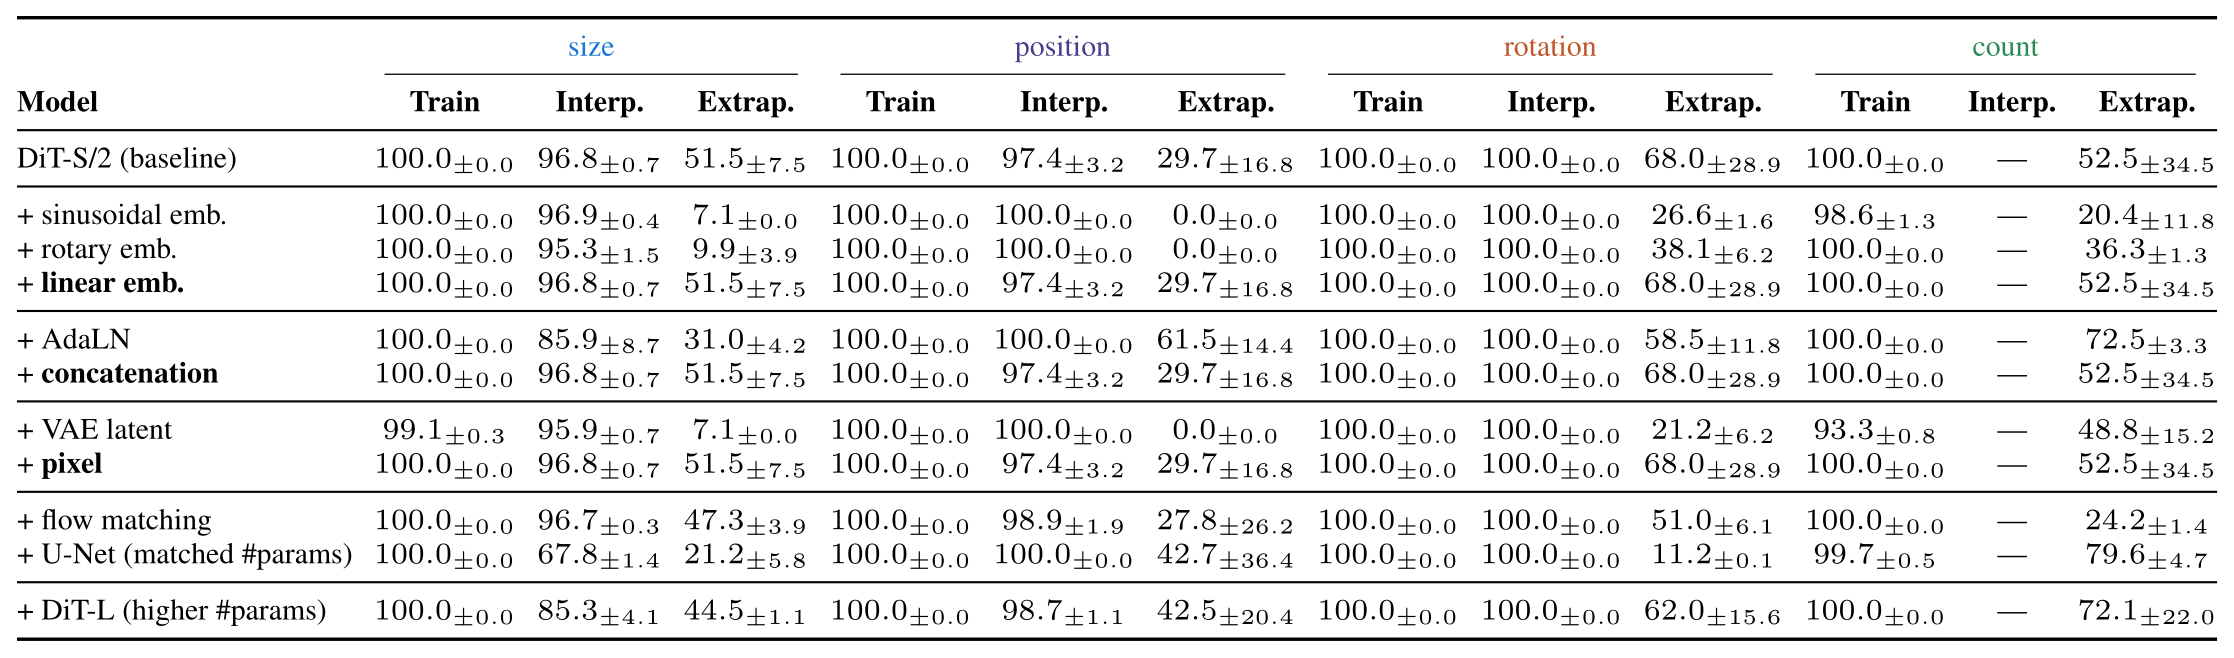 size position rotation count
Model Train Interp. Extrap. Train Interp. Extrap. Train Interp. Extrap. Train Interp. Extrap.
DiT-S/2 (baseline) 100.0±0.0 96.8±0.7 51.5±7.5 100.0±0.0 97.4±3.2 29.7±16.8 100.0±0.0 100.0±0.0 68.0±28.9 100.0±0.0 — 52.5±34.5
+ sinusoidal emb. 100.0±0.0 96.9±0.4 7.1±0.0 100.0±0.0 100.0±0.0 0.0±0.0 100.0±0.0 100.0±0.0 26.6±1.6 98.6±1.3 — 20.4±11.8
+ rotary emb. 100.0±0.0 95.3±1.5 9.9±3.9 100.0±0.0 100.0±0.0 0.0±0.0 100.0±0.0 100.0±0.0 38.1±6.2 100.0±0.0 — 36.3±1.3
+ linear emb. 100.0±0.0 96.8±0.7 51.5±7.5 100.0±0.0 97.4±3.2 29.7±16.8 100.0±0.0 100.0±0.0 68.0±28.9 100.0±0.0 — 52.5±34.5
+ AdaLN 100.0±0.0 85.9±8.7 31.0±4.2 100.0±0.0 100.0±0.0 61.5±14.4 100.0±0.0 100.0±0.0 58.5±11.8 100.0±0.0 — 72.5±3.3
+ concatenation 100.0±0.0 96.8±0.7 51.5±7.5 100.0±0.0 97.4±3.2 29.7±16.8 100.0±0.0 100.0±0.0 68.0±28.9 100.0±0.0 — 52.5±34.5
+ VAE latent 99.1±0.3 95.9±0.7 7.1±0.0 100.0±0.0 100.0±0.0 0.0±0.0 100.0±0.0 100.0±0.0 21.2±6.2 93.3±0.8 — 48.8±15.2
+ pixel 100.0±0.0 96.8±0.7 51.5±7.5 100.0±0.0 97.4±3.2 29.7±16.8 100.0±0.0 100.0±0.0 68.0±28.9 100.0±0.0 — 52.5±34.5
+ flow matching 100.0±0.0 96.7±0.3 47.3±3.9 100.0±0.0 98.9±1.9 27.8±26.2 100.0±0.0 100.0±0.0 51.0±6.1 100.0±0.0 — 24.2±1.4
+ U-Net (matched #params) 100.0±0.0 67.8±1.4 21.2±5.8 100.0±0.0 100.0±0.0 42.7±36.4 100.0±0.0 100.0±0.0 11.2±0.1 99.7±0.5 — 79.6±4.7
+ DiT-L (higher #params) 100.0±0.0 85.3±4.1 44.5±1.1 100.0±0.0 98.7±1.1 42.5±20.4 100.0±0.0 100.0±0.0 62.0±15.6 100.0±0.0 — 72.1±22.0